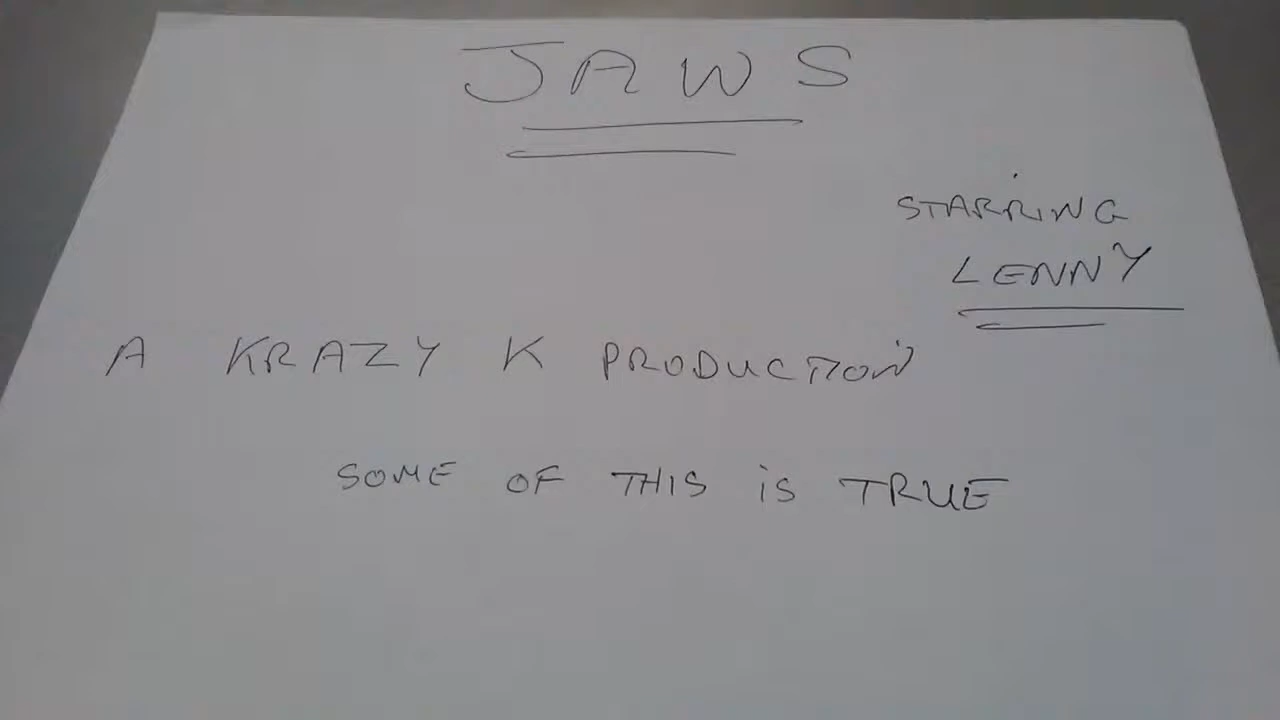 JAWS
STARRING
LENNY
A KRAZY K PRODUCTION
SOME OF THIS iS TRUE